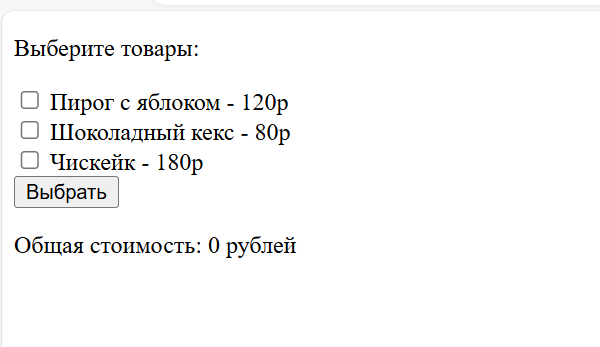 Выберите товары:
Пирог с яблоком - 120р
Шоколадный кекс - 80р
Чискейк - 180р
Выбрать
Общая стоимость: 0 рублей